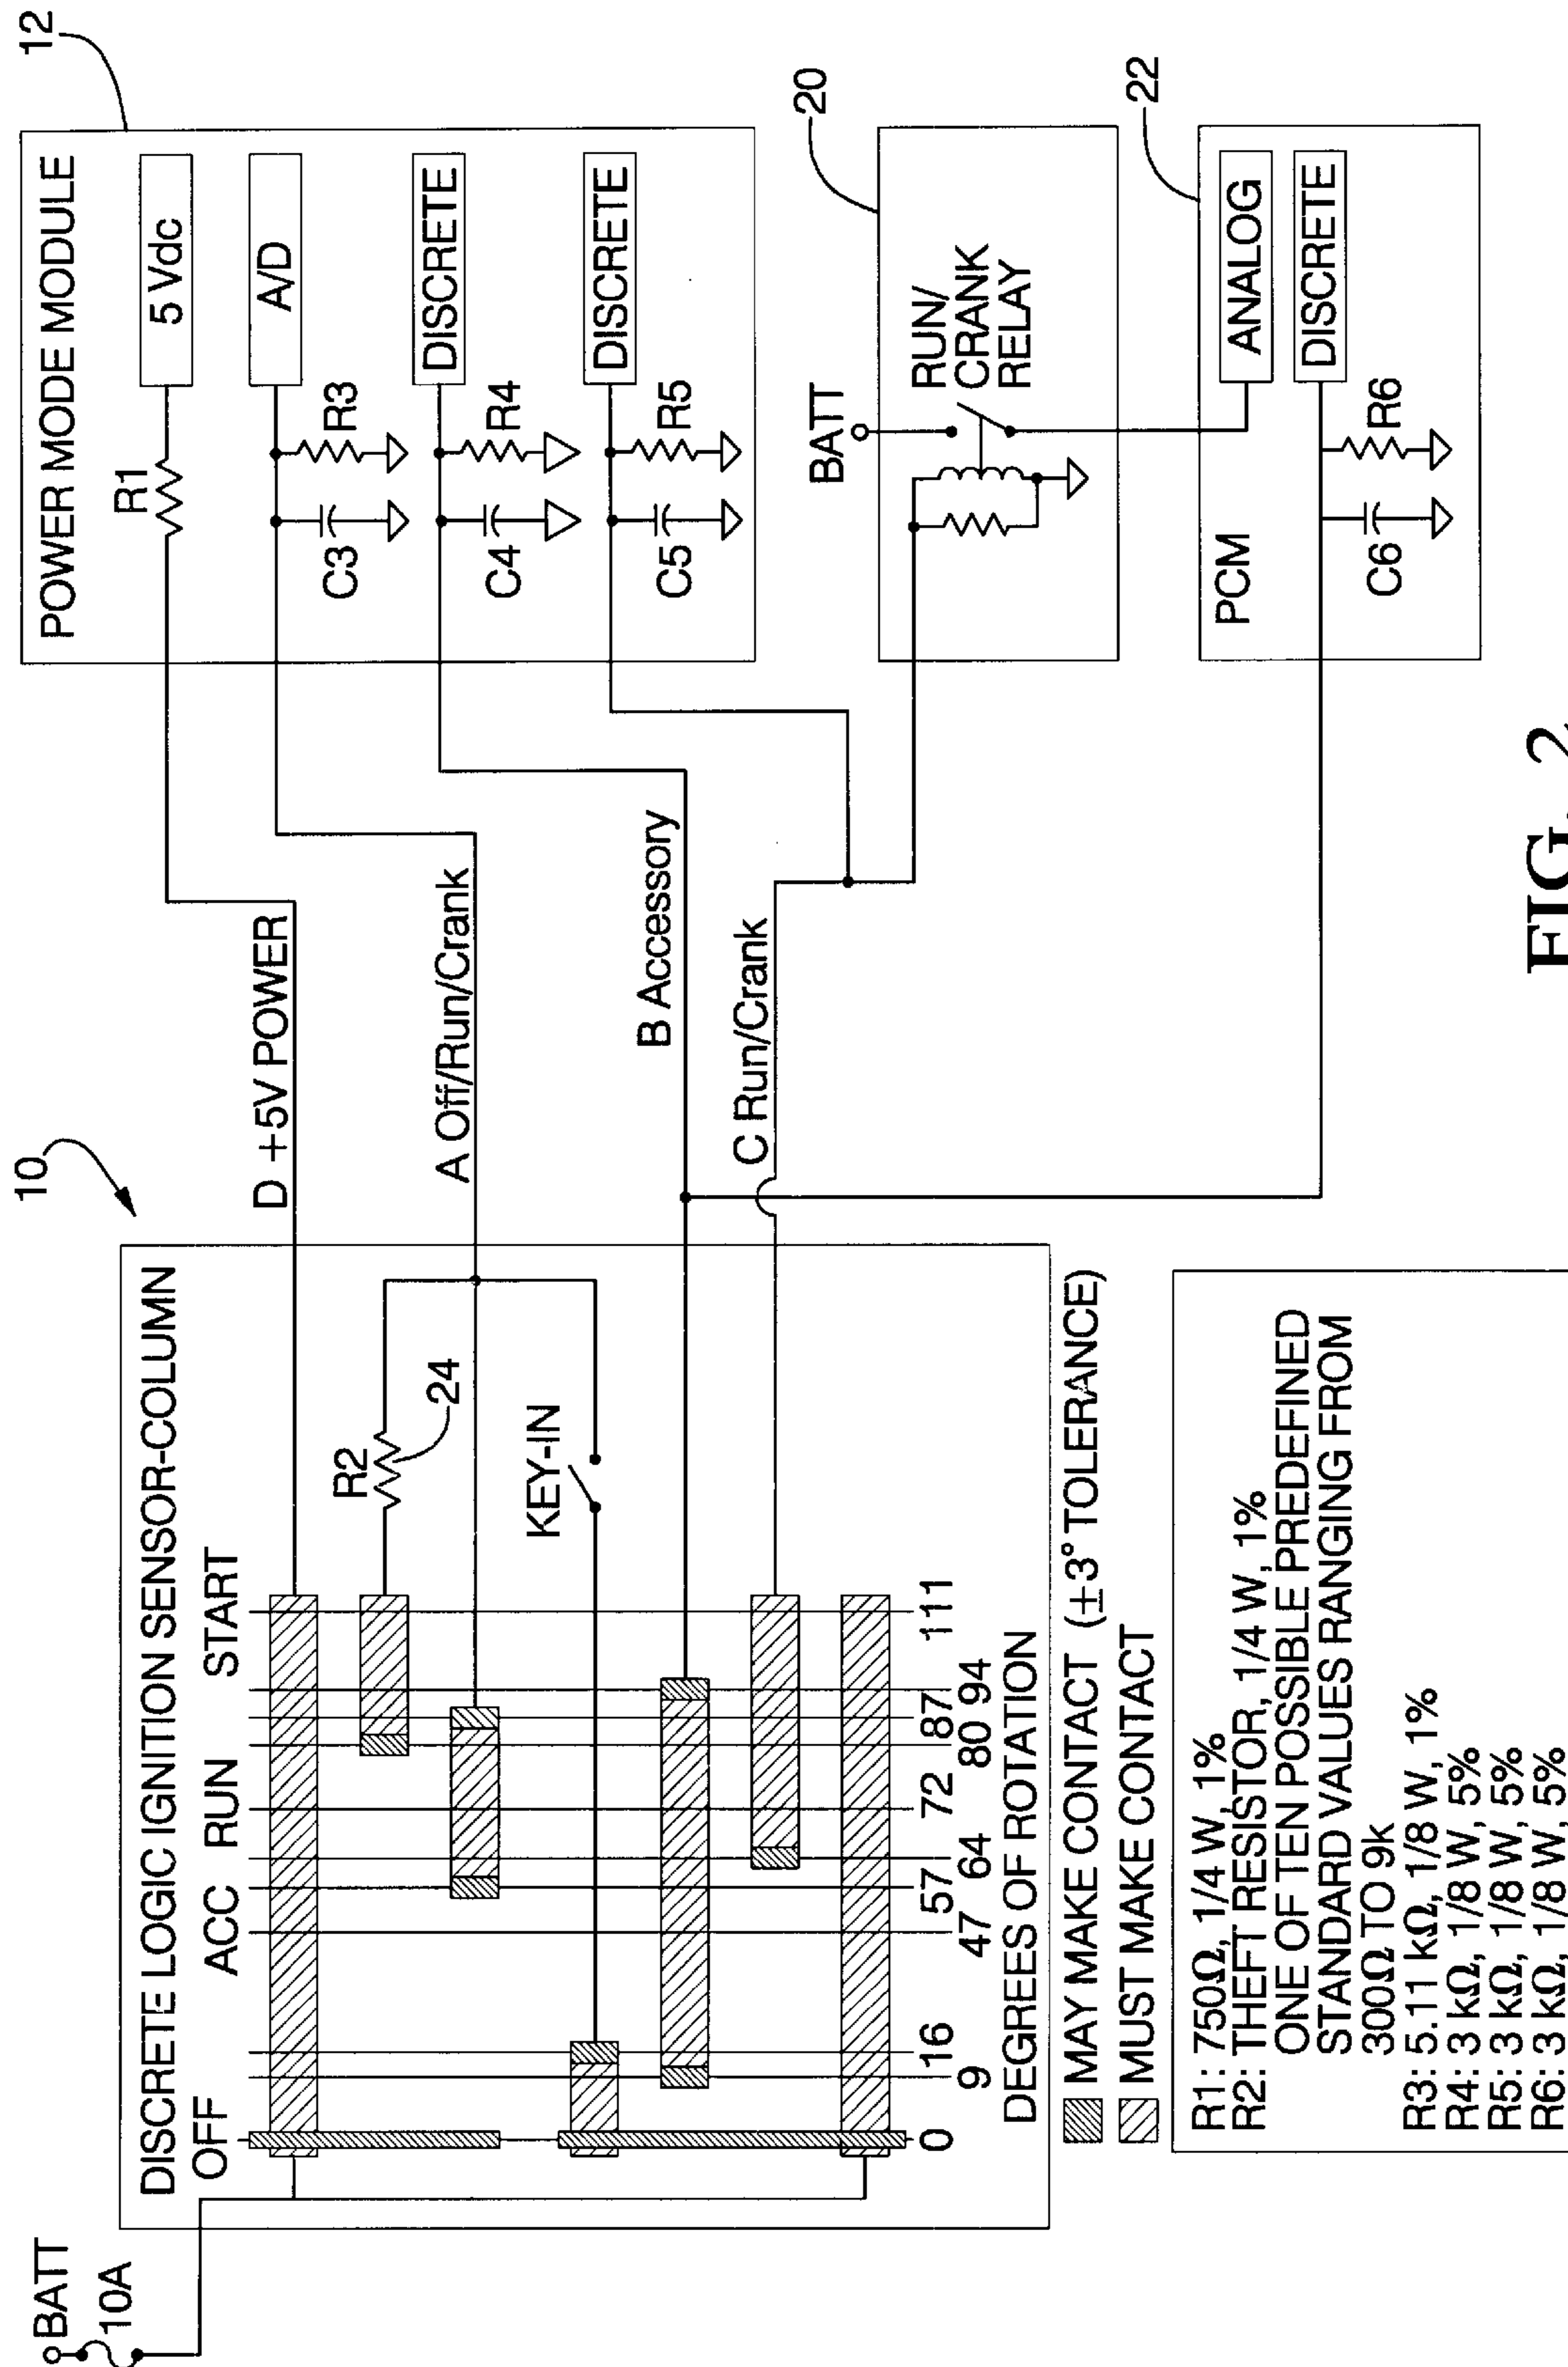 BATT
10A
10
DISCRETE LOGIC IGNITION SENSOR-COLUMN
OFF ACC RUN START
R2
24
KEY-IN
0 9 16 47 57 64 72 80 87 94 111
DEGREES OF ROTATION
MAY MAKE CONTACT (±3° TOLERANCE)
MUST MAKE CONTACT
D +5V POWER
A Off/Run/Crank
B Accessory
C Run/Crank
12
POWER MODE MODULE
R1
5 Vdc
A/D
C3 R3
DISCRETE
C4 R4
DISCRETE
C5 R5
20
BATT
RUN/
CRANK
RELAY
22
PCM
ANALOG
DISCRETE
C6 R6
R1: 750Ω, 1/4 W, 1%
R2: THEFT RESISTOR, 1/4 W, 1%
ONE OF TEN POSSIBLE PREDEFINED
STANDARD VALUES RANGING FROM
300Ω TO 9k
R3: 5.11 kΩ, 1/8 W, 1%
R4: 3 kΩ, 1/8 W, 5%
R5: 3 kΩ, 1/8 W, 5%
R6: 3 kΩ, 1/8 W, 5%
FIG. 2